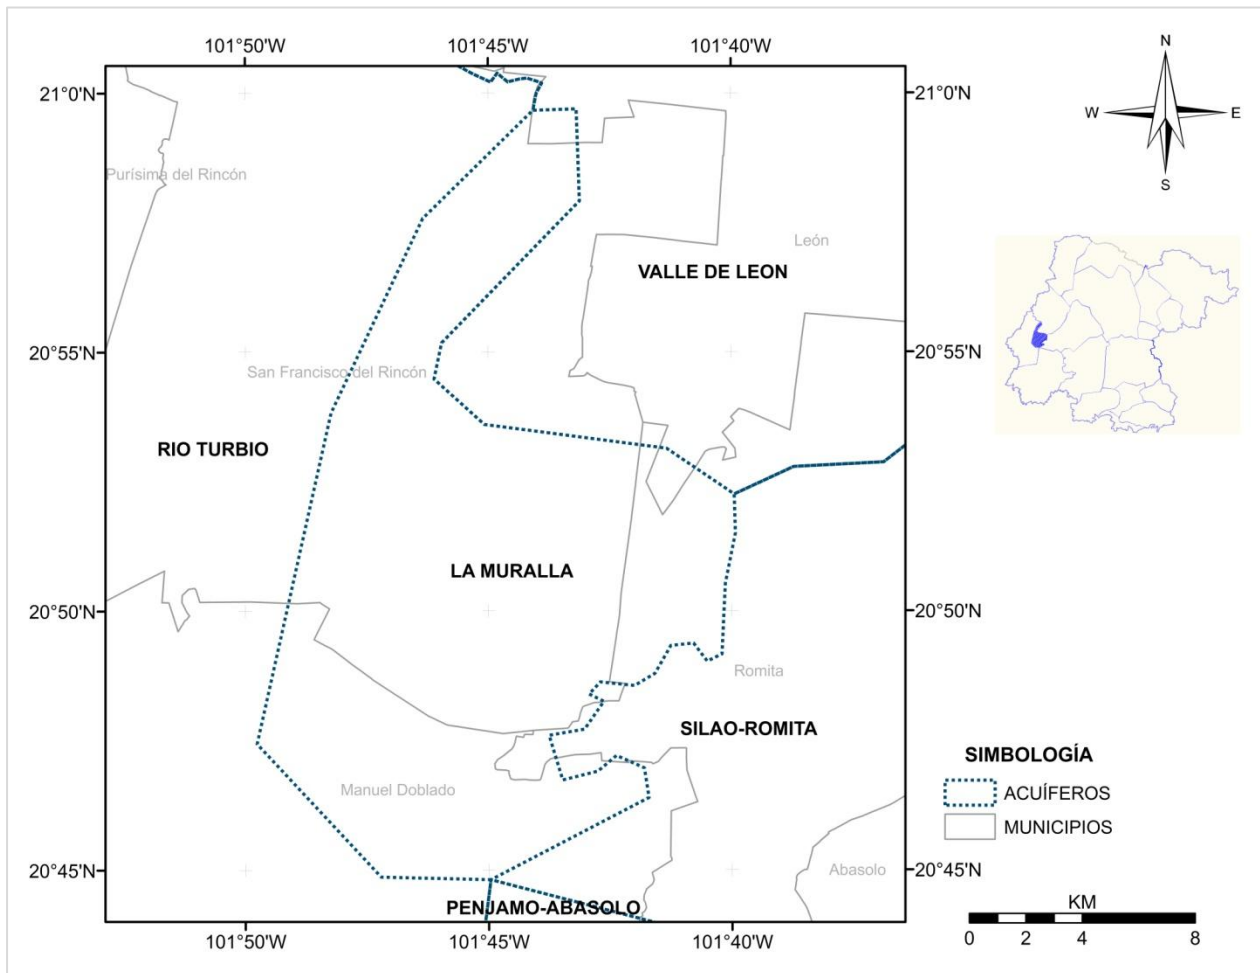 101°50'W
101°45'W
101°40'W
N
W
E
S
21°0'N
21°0'N
Purísima del Rincón
León
VALLE DE LEON
20°55'N
20°55'N
San Francisco del Rincón
RIO TURBIO
LA MURALLA
20°50'N
20°50'N
Romita
SILAO-ROMITA
SIMBOLOGÍA
ACUÍFEROS
MUNICIPIOS
Manuel Doblado
Abasolo
20°45'N
20°45'N
PENJAMO-ABASOLO
KM
0 2 4 8
101°50'W
101°45'W
101°40'W